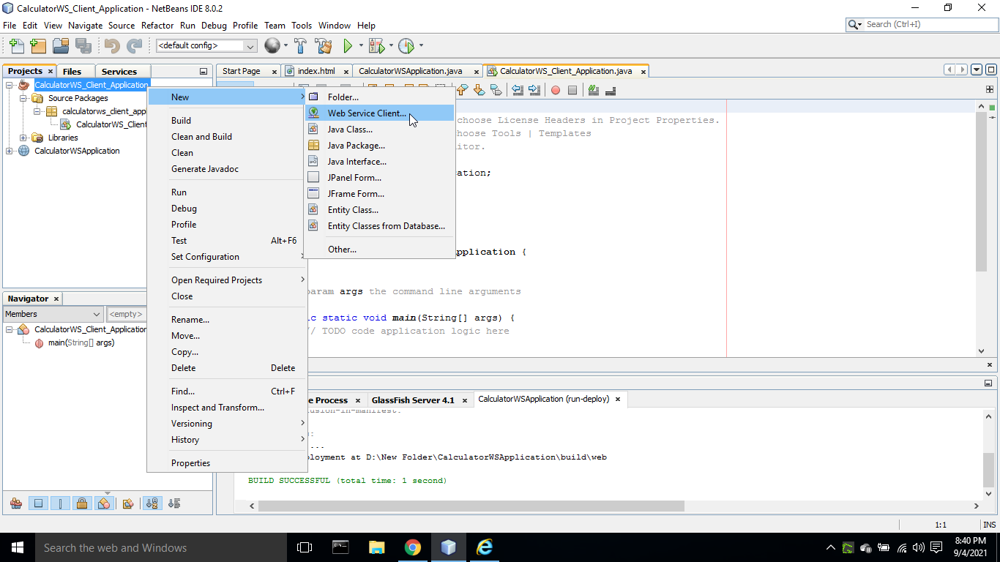 CalculatorWS_Client_Application - NetBeans IDE 8.0.2
File Edit View Navigate Source Refactor Run Debug Profile Team Tools Window Help
Search (Ctrl+I)
<default config>
Projects Files Services
CalculatorWS_Client_Application
Source Packages
calculatorws_client_app
CalculatorWS_Client
Libraries
CalculatorWSApplication
Start Page index.html CalculatorWSApplication.java CalculatorWS_Client_Application.java
New
Build
Clean and Build
Clean
Generate Javadoc
Run
Debug
Profile
Test Alt+F6
Set Configuration
Open Required Projects
Close
Rename...
Move...
Copy...
Delete Delete
Find... Ctrl+F
Inspect and Transform...
Versioning
History
Properties
Folder...
Web Service Client...
Java Class...
Java Package...
Java Interface...
JPanel Form...
JFrame Form...
Entity Class...
Entity Classes from Database...
Other...
choose License Headers in Project Properties.
choose Tools | Templates
itor.
ation;
pplication {
param args the command line arguments
ic static void main(String[] args) {
// TODO code application logic here
Navigator
Members <empty>
CalculatorWS_Client_Application
main(String[] args)
e Process GlassFish Server 4.1 CalculatorWSApplication (run-deploy)
usion-in-manifest.
s:
...
ployment at D:\New Folder\CalculatorWSApplication\build\web
BUILD SUCCESSFUL (total time: 1 second)
1:1 INS
Search the web and Windows
8:40 PM
9/4/2021